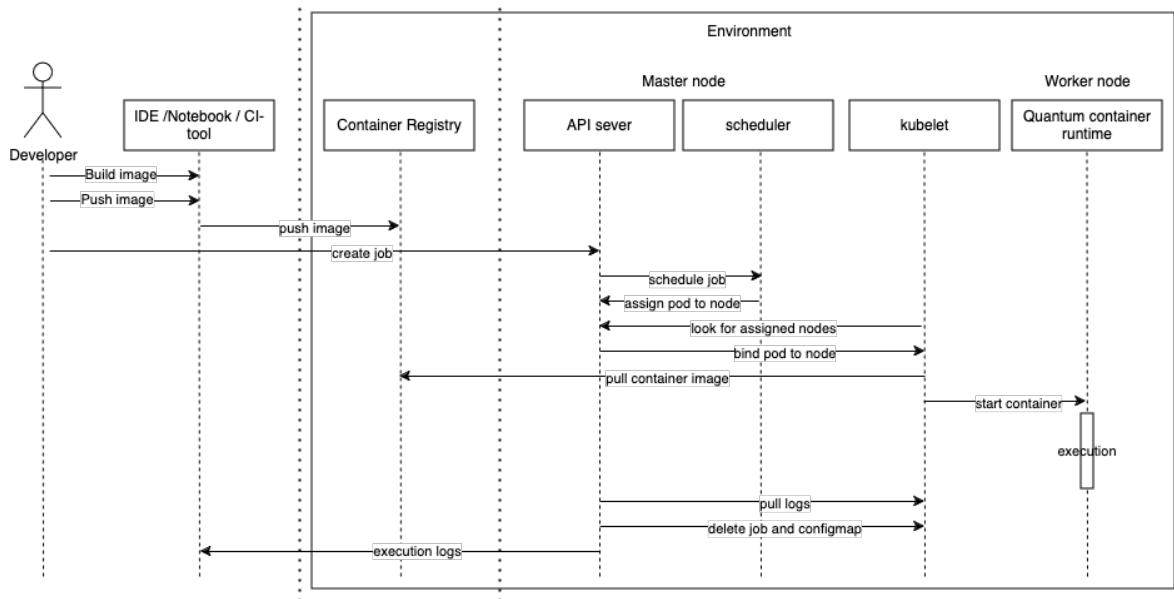 Environment
Master node
Worker node
IDE /Notebook / CI-
tool
Container Registry
API sever
scheduler
kubelet
Quantum container
runtime
Developer
Build image
Push image
push image
create job
schedule job
assign pod to node
look for assigned nodes
bind pod to node
pull container image
start container
execution
pull logs
delete job and configmap
execution logs